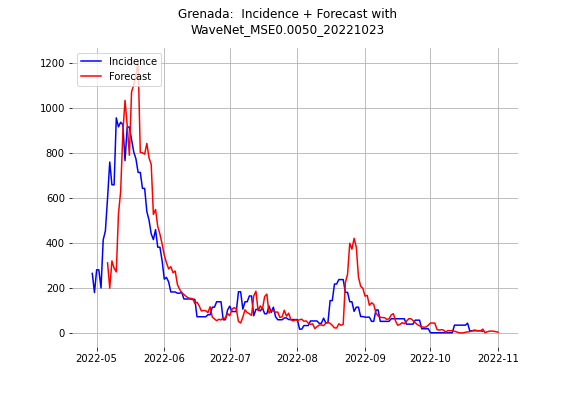 Grenada:  Incidence + Forecast with
WaveNet_MSE0.0050_20221023
Incidence
Forecast
1200
1000
800
600
400
200
0
2022-05 2022-06 2022-07 2022-08 2022-09 2022-10 2022-11